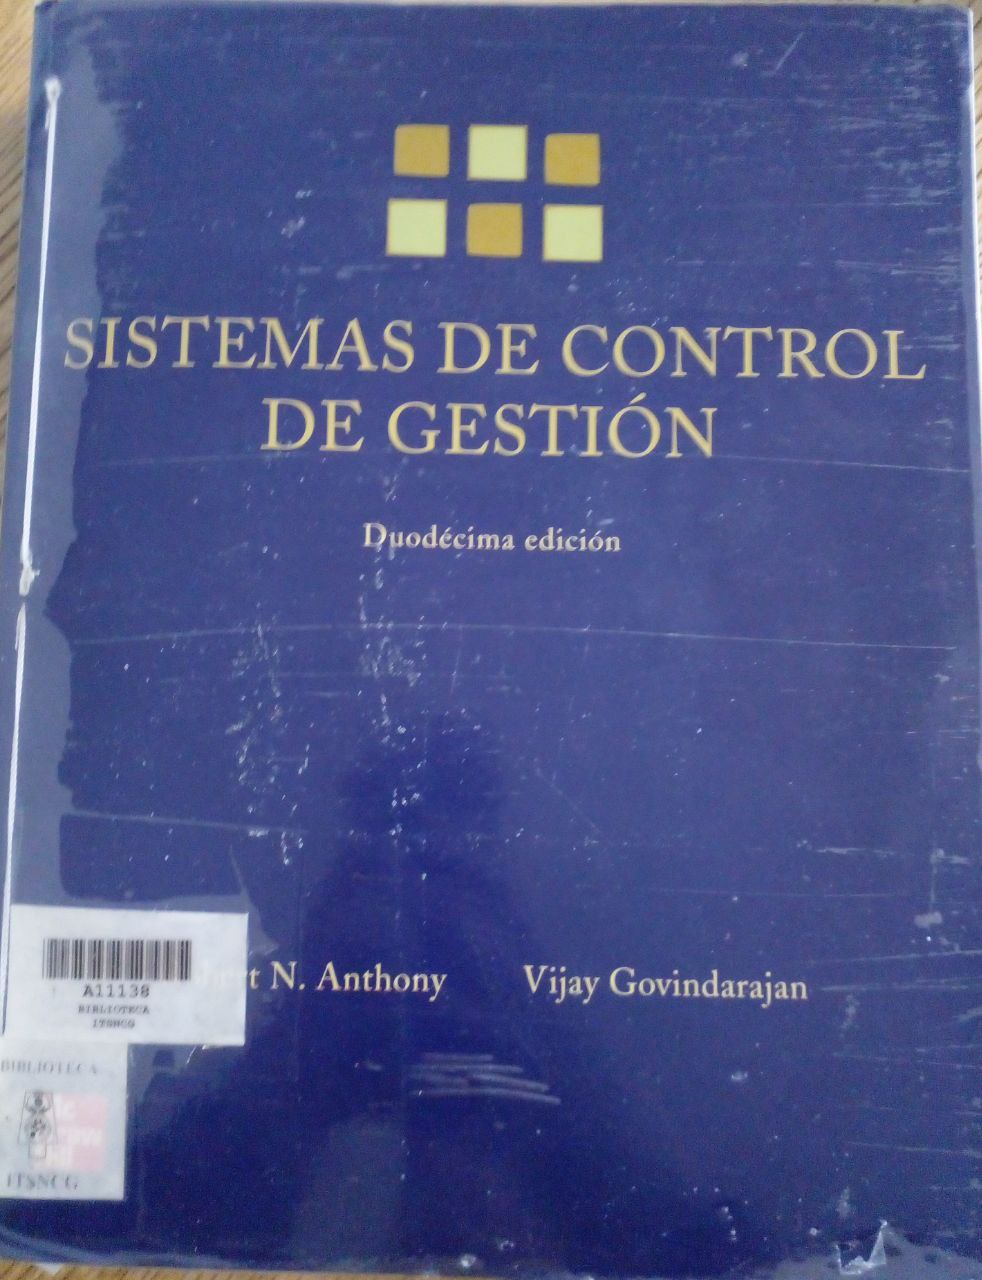 SISTEMAS DE CONTROL
DE GESTIÓN
Duodécima edición
N. Anthony
Vijay Govindarajan
A11138
BIBLIOTECA
ITSNCG
BIBLIOTECA
ITSNCG